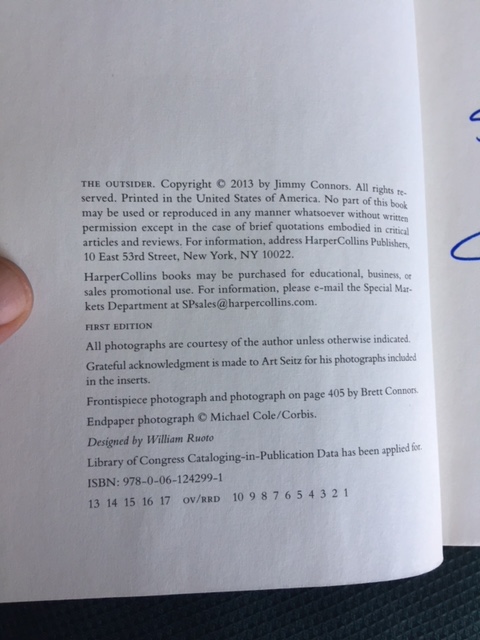 THE OUTSIDER. Copyright © 2013 by Jimmy Connors. All rights re-
served. Printed in the United States of America. No part of this book
may be used or reproduced in any manner whatsoever without written
permission except in the case of brief quotations embodied in critical
articles and reviews. For information, address HarperCollins Publishers,
10 East 53rd Street, New York, NY 10022.
HarperCollins books may be purchased for educational, business, or
sales promotional use. For information, please e-mail the Special Mar-
kets Department at SPsales@harpercollins.com.
FIRST EDITION
All photographs are courtesy of the author unless otherwise indicated.
Grateful acknowledgment is made to Art Seitz for his photographs included
in the inserts.
Frontispiece photograph and photograph on page 405 by Brett Connors.
Endpaper photograph © Michael Cole/Corbis.
Designed by William Ruoto
Library of Congress Cataloging-in-Publication Data has been applied for.
ISBN: 978-0-06-124299-1
13 14 15 16 17 OV/RRD 10 9 8 7 6 5 4 3 2 1